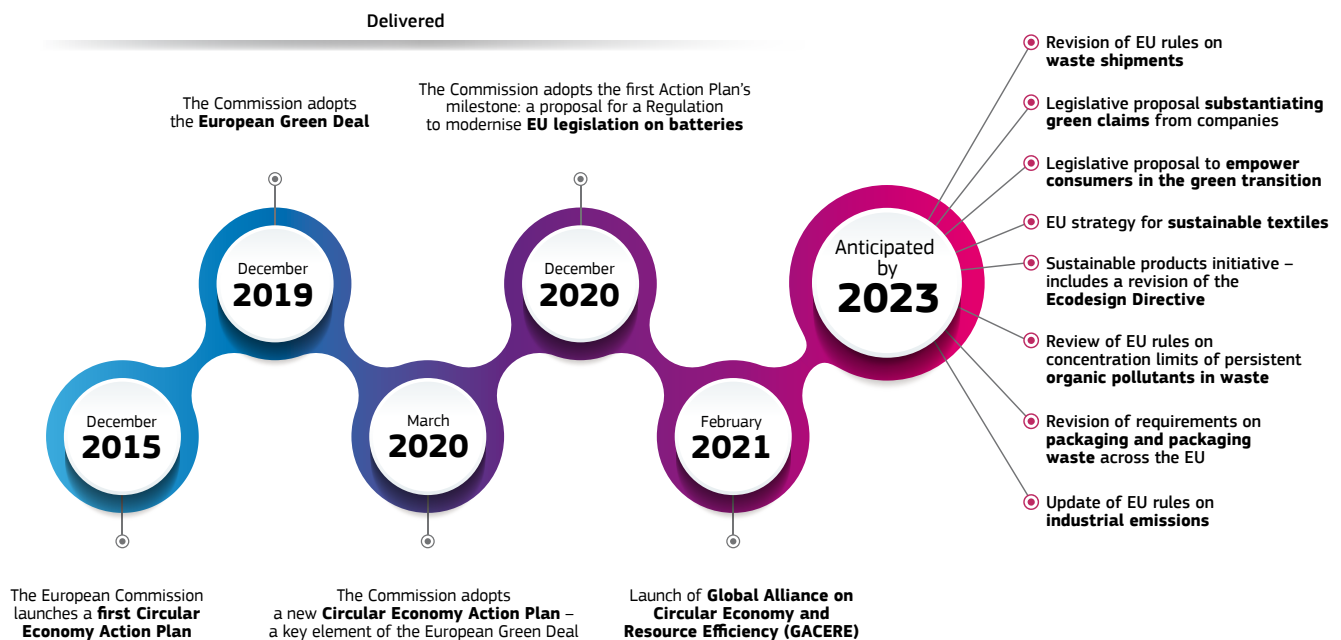 Delivered
The Commission adopts
the European Green Deal
The Commission adopts the first Action Plan's
milestone: a proposal for a Regulation
to modernise EU legislation on batteries
December
2015
December
2019
March
2020
December
2020
February
2021
Anticipated
by
2023
The European Commission
launches a first Circular
Economy Action Plan
The Commission adopts
a new Circular Economy Action Plan –
a key element of the European Green Deal
Launch of Global Alliance on
Circular Economy and
Resource Efficiency (GACERE)
Revision of EU rules on
waste shipments
Legislative proposal substantiating
green claims from companies
Legislative proposal to empower
consumers in the green transition
EU strategy for sustainable textiles
Sustainable products initiative –
includes a revision of the
Ecodesign Directive
Review of EU rules on
concentration limits of persistent
organic pollutants in waste
Revision of requirements on
packaging and packaging
waste across the EU
Update of EU rules on
industrial emissions